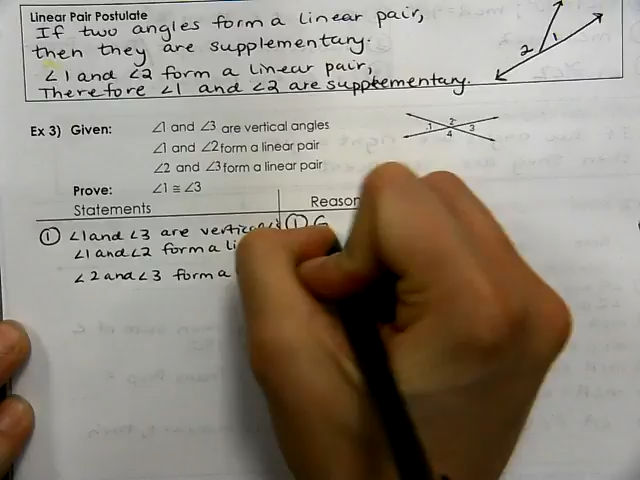 Linear Pair Postulate
If two angles form a linear pair,
then they are supplementary.
∠1 and ∠2 form a linear pair,
Therefore ∠1 and ∠2 are supplementary.
2 1
Ex 3) Given: ∠1 and ∠3 are vertical angles
∠1 and ∠2 form a linear pair
∠2 and ∠3 form a linear pair
1 2 3 4
Prove: ∠1 ≅ ∠3
Statements Reason
① ∠1 and ∠3 are vertical ∠s ① G
∠1 and ∠2 form a li
∠2 and ∠3 form a